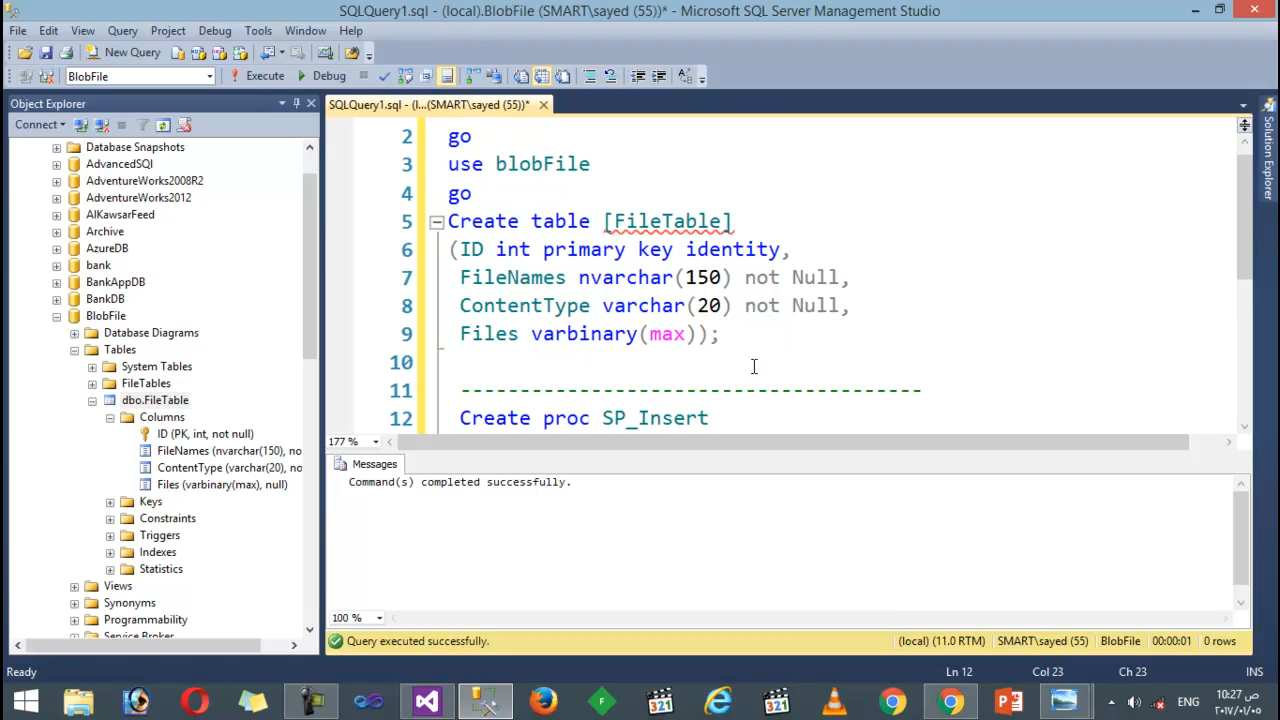 SQLQuery1.sql - (local).BlobFile (SMART\sayed (55))* - Microsoft SQL Server Management Studio
File Edit View Query Project Debug Tools Window Help
New Query
BlobFile Execute Debug
Object Explorer
Connect
Database Snapshots
AdvancedSQl
AdventureWorks2008R2
AdventureWorks2012
AlKawsarFeed
Archive
AzureDB
bank
BankAppDB
BankDB
BlobFile
Database Diagrams
Tables
System Tables
FileTables
dbo.FileTable
Columns
ID (PK, int, not null)
FileNames (nvarchar(150), no
ContentType (varchar(20), no
Files (varbinary(max), null)
Keys
Constraints
Triggers
Indexes
Statistics
Views
Synonyms
Programmability
Service Broker
SQLQuery1.sql - (l...(SMART\sayed (55))*
2 go
3 use blobFile
4 go
5 Create table [FileTable]
6 (ID int primary key identity,
7 FileNames nvarchar(150) not Null,
8 ContentType varchar(20) not Null,
9 Files varbinary(max));
10
11 ---------------------------------------
12 Create proc SP_Insert
177 %
Messages
Command(s) completed successfully.
100 %
Query executed successfully. (local) (11.0 RTM) SMART\sayed (55) BlobFile 00:00:01 0 rows
Solution Explorer
Ready Ln 12 Col 23 Ch 23 INS
321 321
ENG
10:27 ص
٢٠١٧/٠١/٠٥